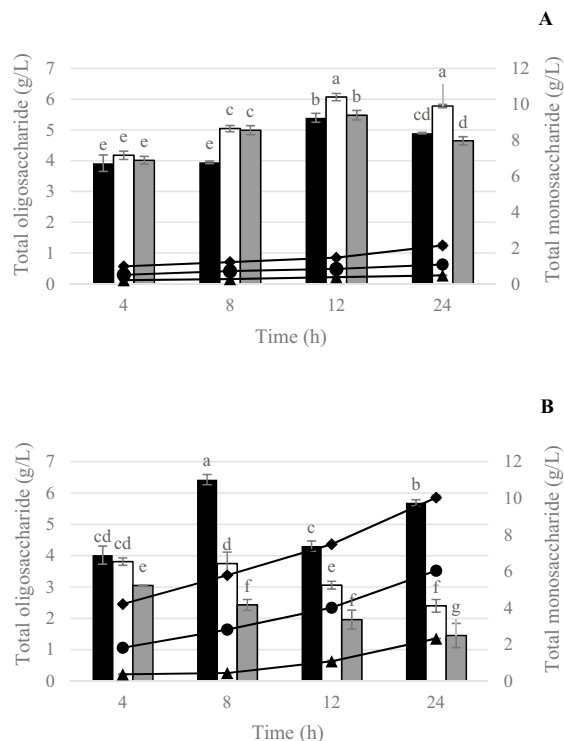 A
Total oligosaccharide (g/L)
Total monosaccharide (g/L)
7
6
5
4
3
2
1
0
12
10
8
6
4
2
0
e e e
c c
b a b
cd a d
4 8 12 24
Time (h)
B
Total oligosaccharide (g/L)
Total monosaccharide (g/L)
7
6
5
4
3
2
1
0
12
10
8
6
4
2
0
cd cd e
a d f
c e f
b f g
4 8 12 24
Time (h)